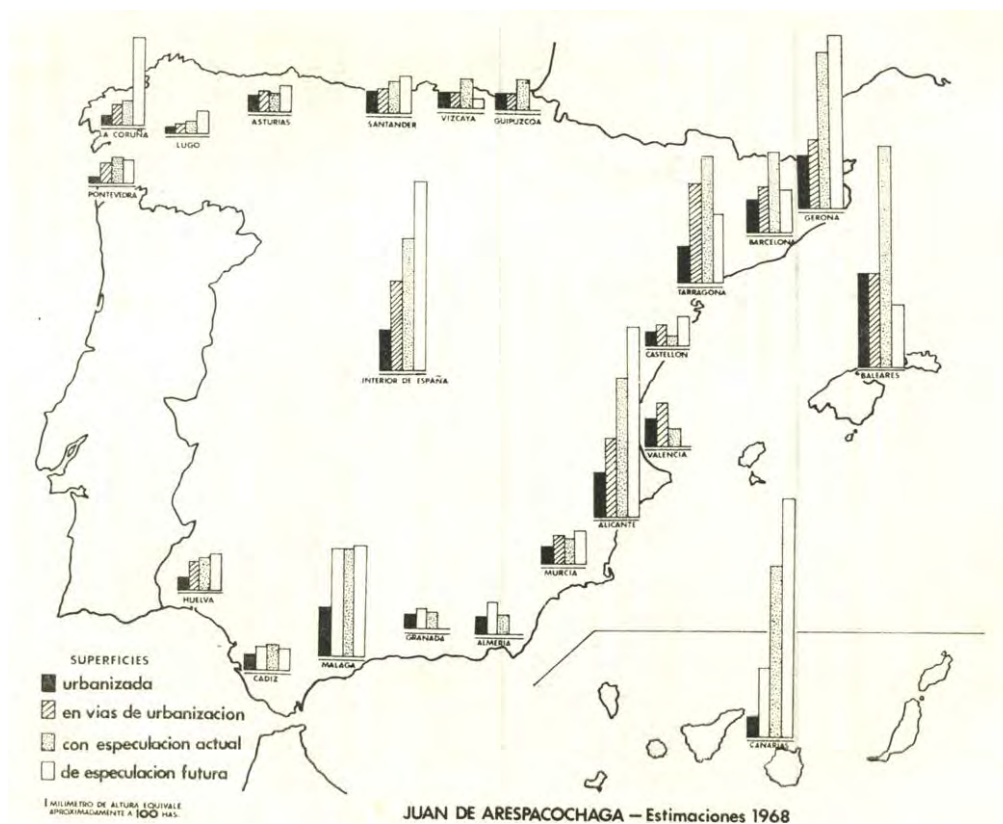 LA CORUÑA
LUGO
ASTURIAS
SANTANDER
VIZCAYA
GUIPUZCOA
PONTEVEDRA
GERONA
BARCELONA
TARRAGONA
INTERIOR DE ESPAÑA
CASTELLON
BALEARES
VALENCIA
ALICANTE
MURCIA
HUELVA
GRANADA
ALMERIA
MALAGA
CADIZ
CANARIAS
SUPERFICIES
urbanizada
en vias de urbanizacion
con especulacion actual
de especulacion futura
1 MILIMETRO DE ALTURA EQUIVALE
APROXIMADAMENTE A 100 HAS.
JUAN DE ARESPACOCHAGA — Estimaciones 1968